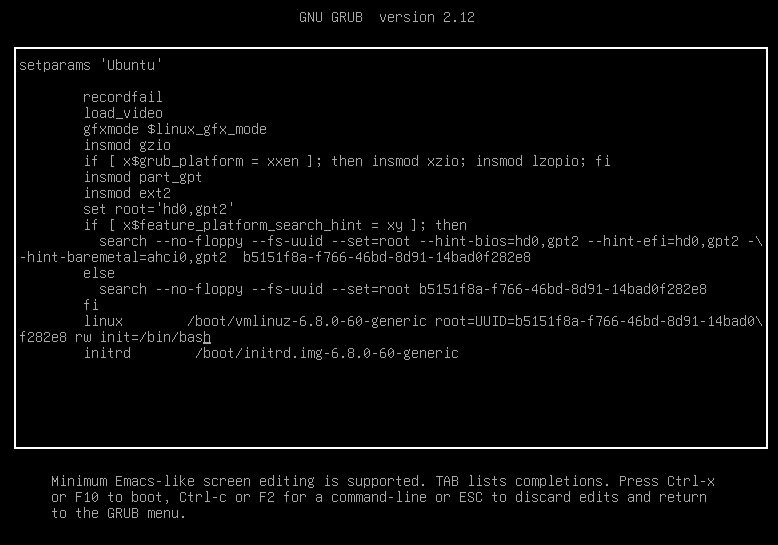 GNU GRUB  version 2.12
setparams 'Ubuntu'
recordfail
load_video
gfxmode $linux_gfx_mode
insmod gzio
if [ x$grub_platform = xxen ]; then insmod xzio; insmod lzopio; fi
insmod part_gpt
insmod ext2
set root='hd0,gpt2'
if [ x$feature_platform_search_hint = xy ]; then
search --no-floppy --fs-uuid --set=root --hint-bios=hd0,gpt2 --hint-efi=hd0,gpt2 -\
-hint-baremetal=ahci0,gpt2  b5151f8a-f766-46bd-8d91-14bad0f282e8
else
search --no-floppy --fs-uuid --set=root b5151f8a-f766-46bd-8d91-14bad0f282e8
fi
linux        /boot/vmlinuz-6.8.0-60-generic root=UUID=b5151f8a-f766-46bd-8d91-14bad0\
f282e8 rw init=/bin/bash
initrd        /boot/initrd.img-6.8.0-60-generic
Minimum Emacs-like screen editing is supported. TAB lists completions. Press Ctrl-x
or F10 to boot, Ctrl-c or F2 for a command-line or ESC to discard edits and return
to the GRUB menu.